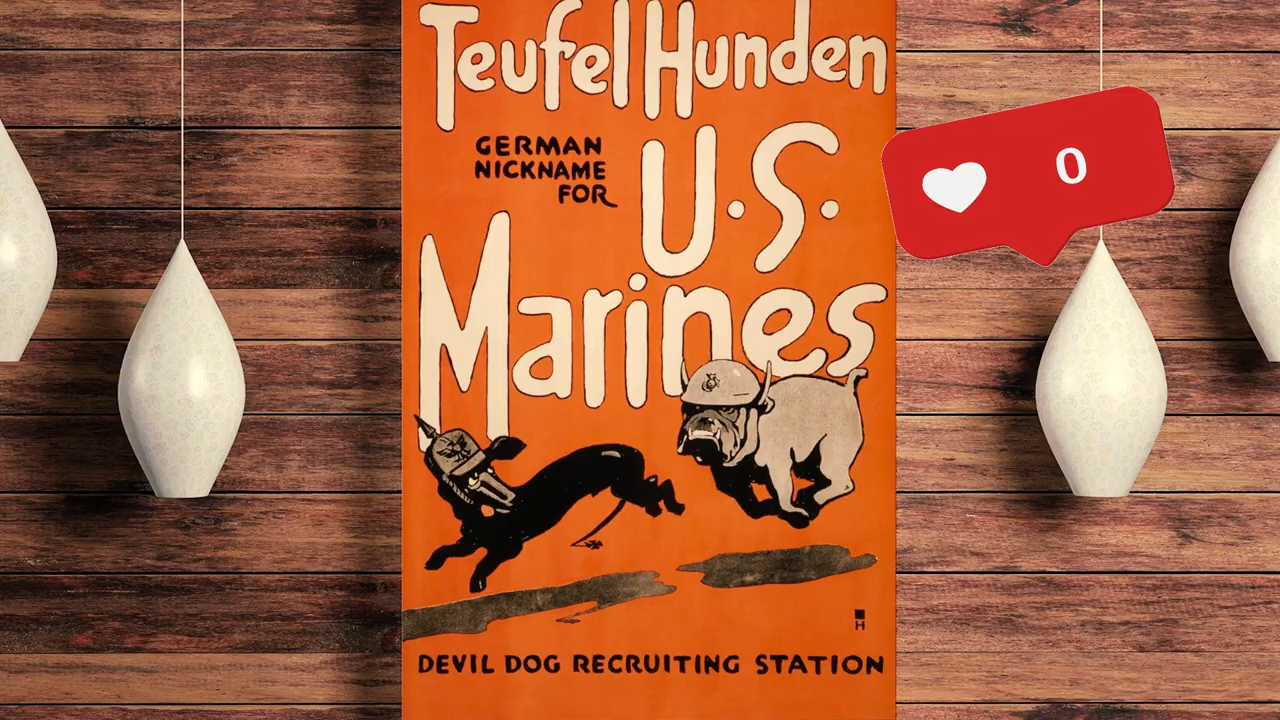 Teufel Hunden
GERMAN
NICKNAME
FOR
U.S.
Marines
0
H
DEVIL DOG RECRUITING STATION